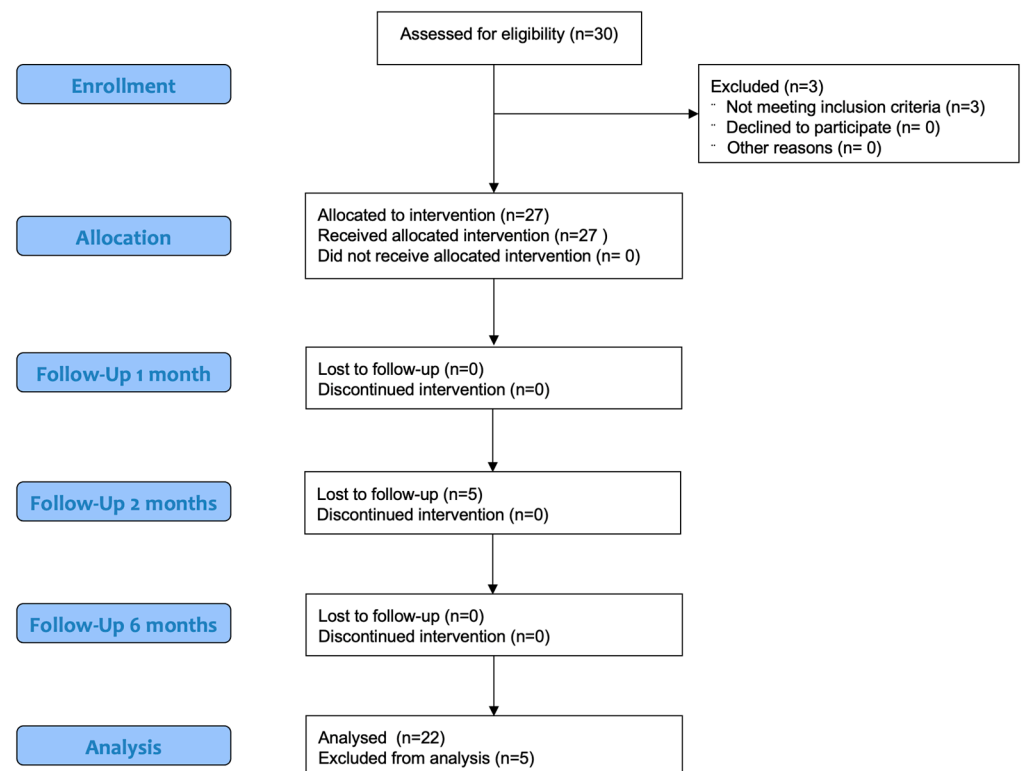 Assessed for eligibility (n=30)
Enrollment
Excluded (n=3)
¨ Not meeting inclusion criteria (n=3)
¨ Declined to participate (n= 0)
¨ Other reasons (n= 0)
Allocation
Allocated to intervention (n=27)
Received allocated intervention (n=27 )
Did not receive allocated intervention (n= 0)
Follow-Up 1 month
Lost to follow-up (n=0)
Discontinued intervention (n=0)
Follow-Up 2 months
Lost to follow-up (n=5)
Discontinued intervention (n=0)
Follow-Up 6 months
Lost to follow-up (n=0)
Discontinued intervention (n=0)
Analysis
Analysed (n=22)
Excluded from analysis (n=5)